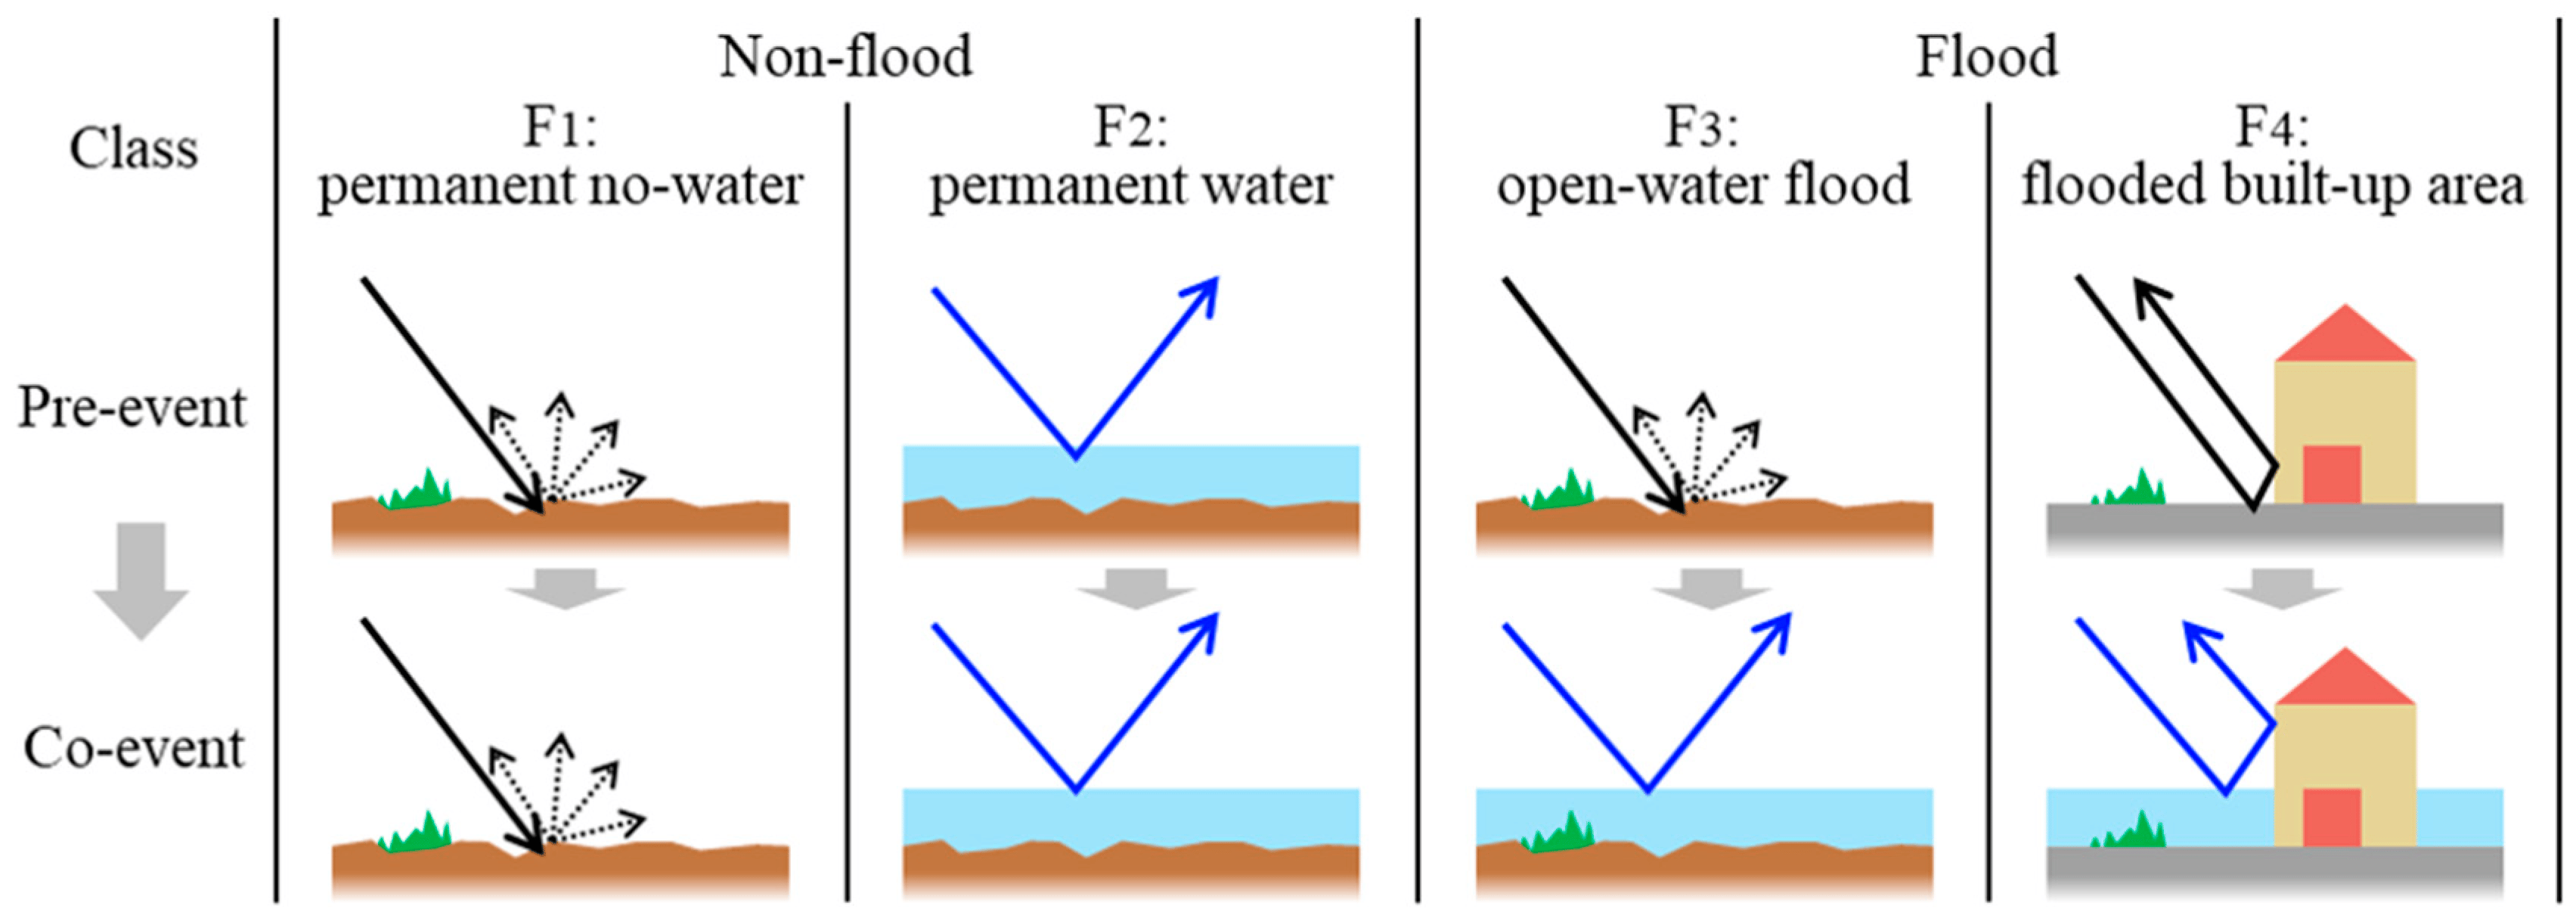 Non-flood
Flood
Class
F1:
permanent no-water
F2:
permanent water
F3:
open-water flood
F4:
flooded built-up area
Pre-event
Co-event